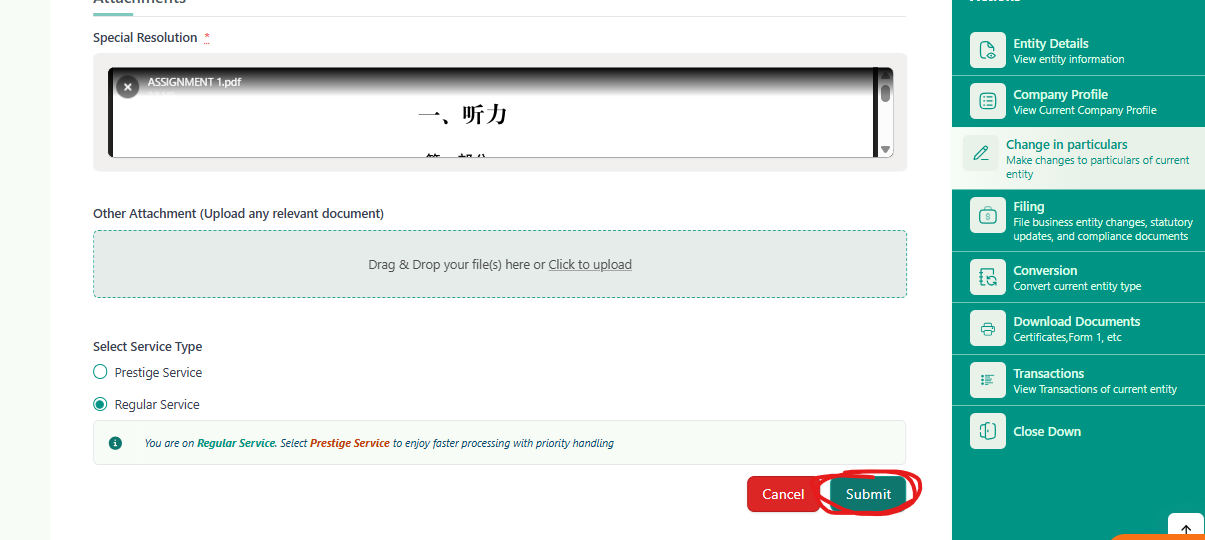 Attachments
Special Resolution *
ASSIGNMENT 1.pdf
一、听力
Other Attachment (Upload any relevant document)
Drag & Drop your file(s) here or Click to upload
Select Service Type
Prestige Service
Regular Service
You are on Regular Service. Select Prestige Service to enjoy faster processing with priority handling
Cancel
Submit
Entity Details
View entity information
Company Profile
View Current Company Profile
Change in particulars
Make changes to particulars of current
entity
Filing
File business entity changes, statutory
updates, and compliance documents
Conversion
Convert current entity type
Download Documents
Certificates,Form 1, etc
Transactions
View Transactions of current entity
Close Down